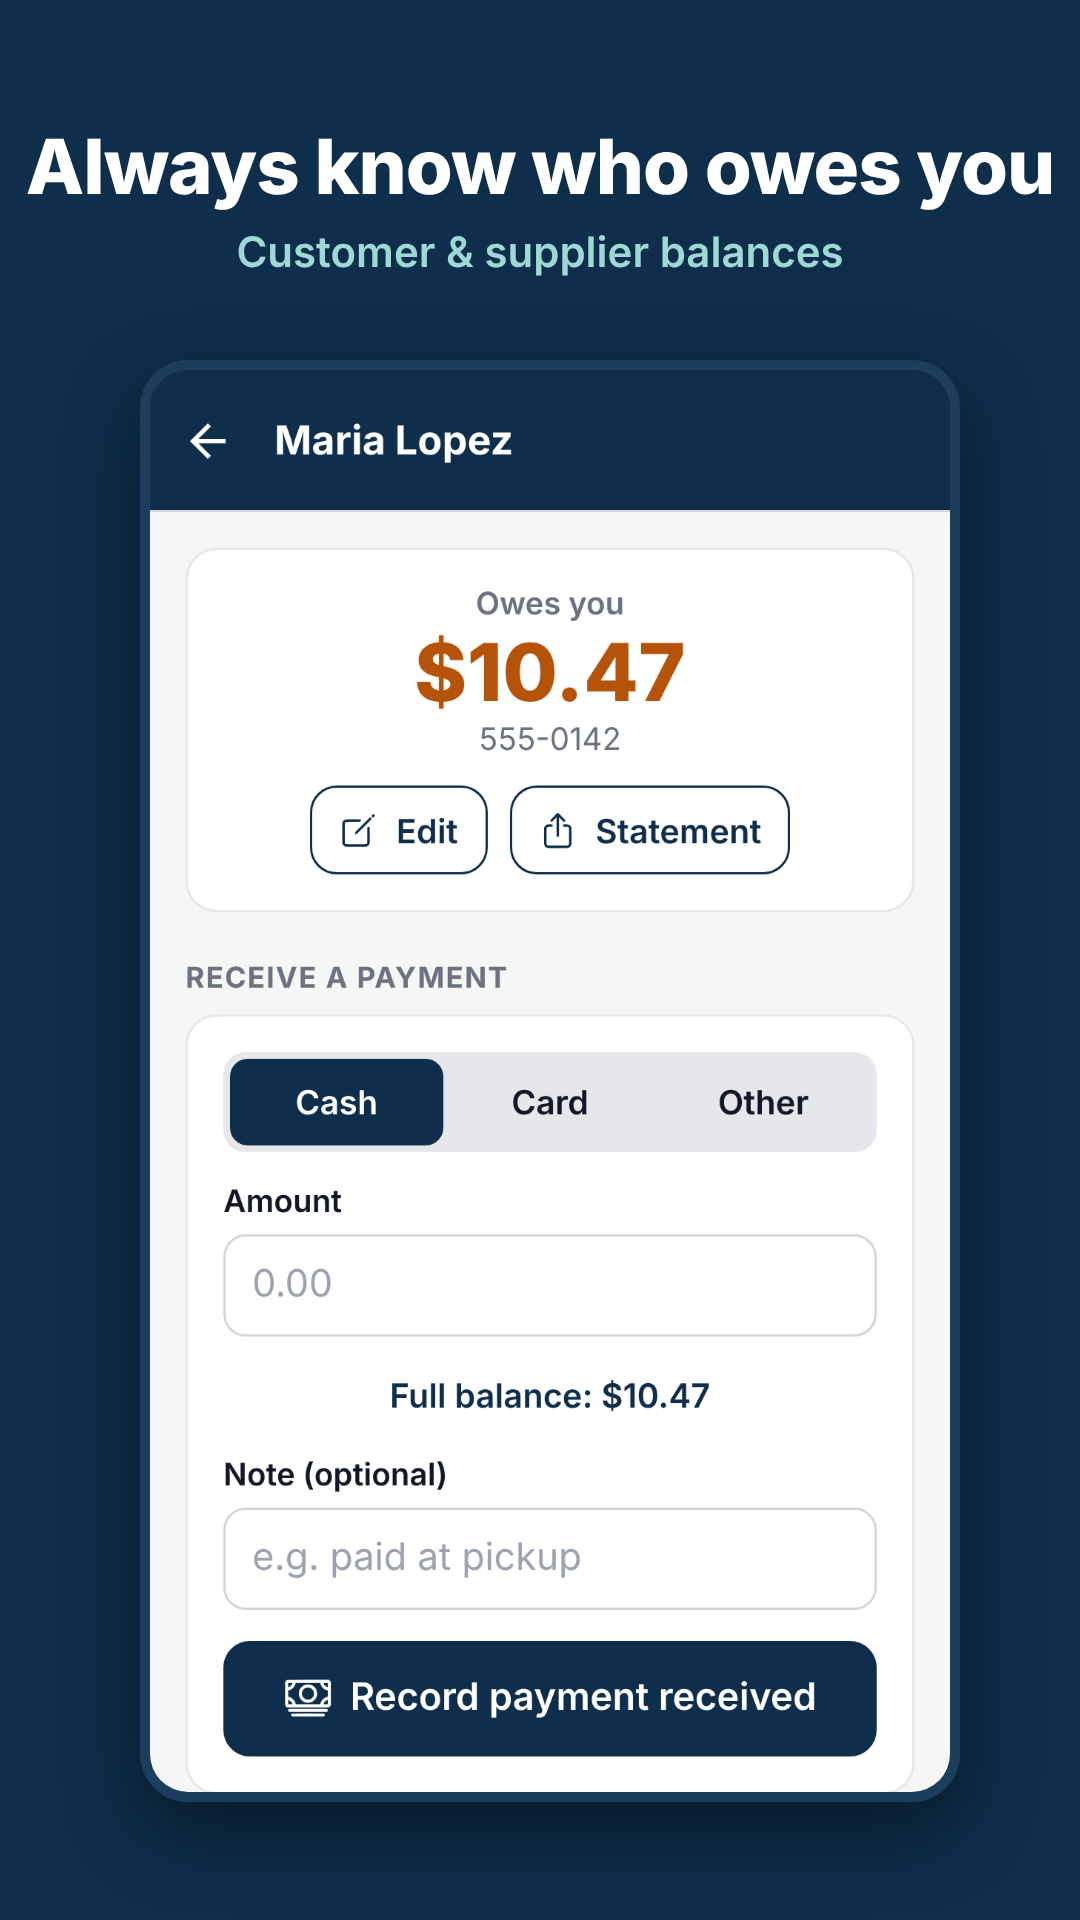 Always know who owes you
Customer & supplier balances
Maria Lopez
Owes you
$10.47
555-0142
Edit
Statement
RECEIVE A PAYMENT
Cash
Card
Other
Amount
0.00
Full balance: $10.47
Note (optional)
e.g. paid at pickup
Record payment received